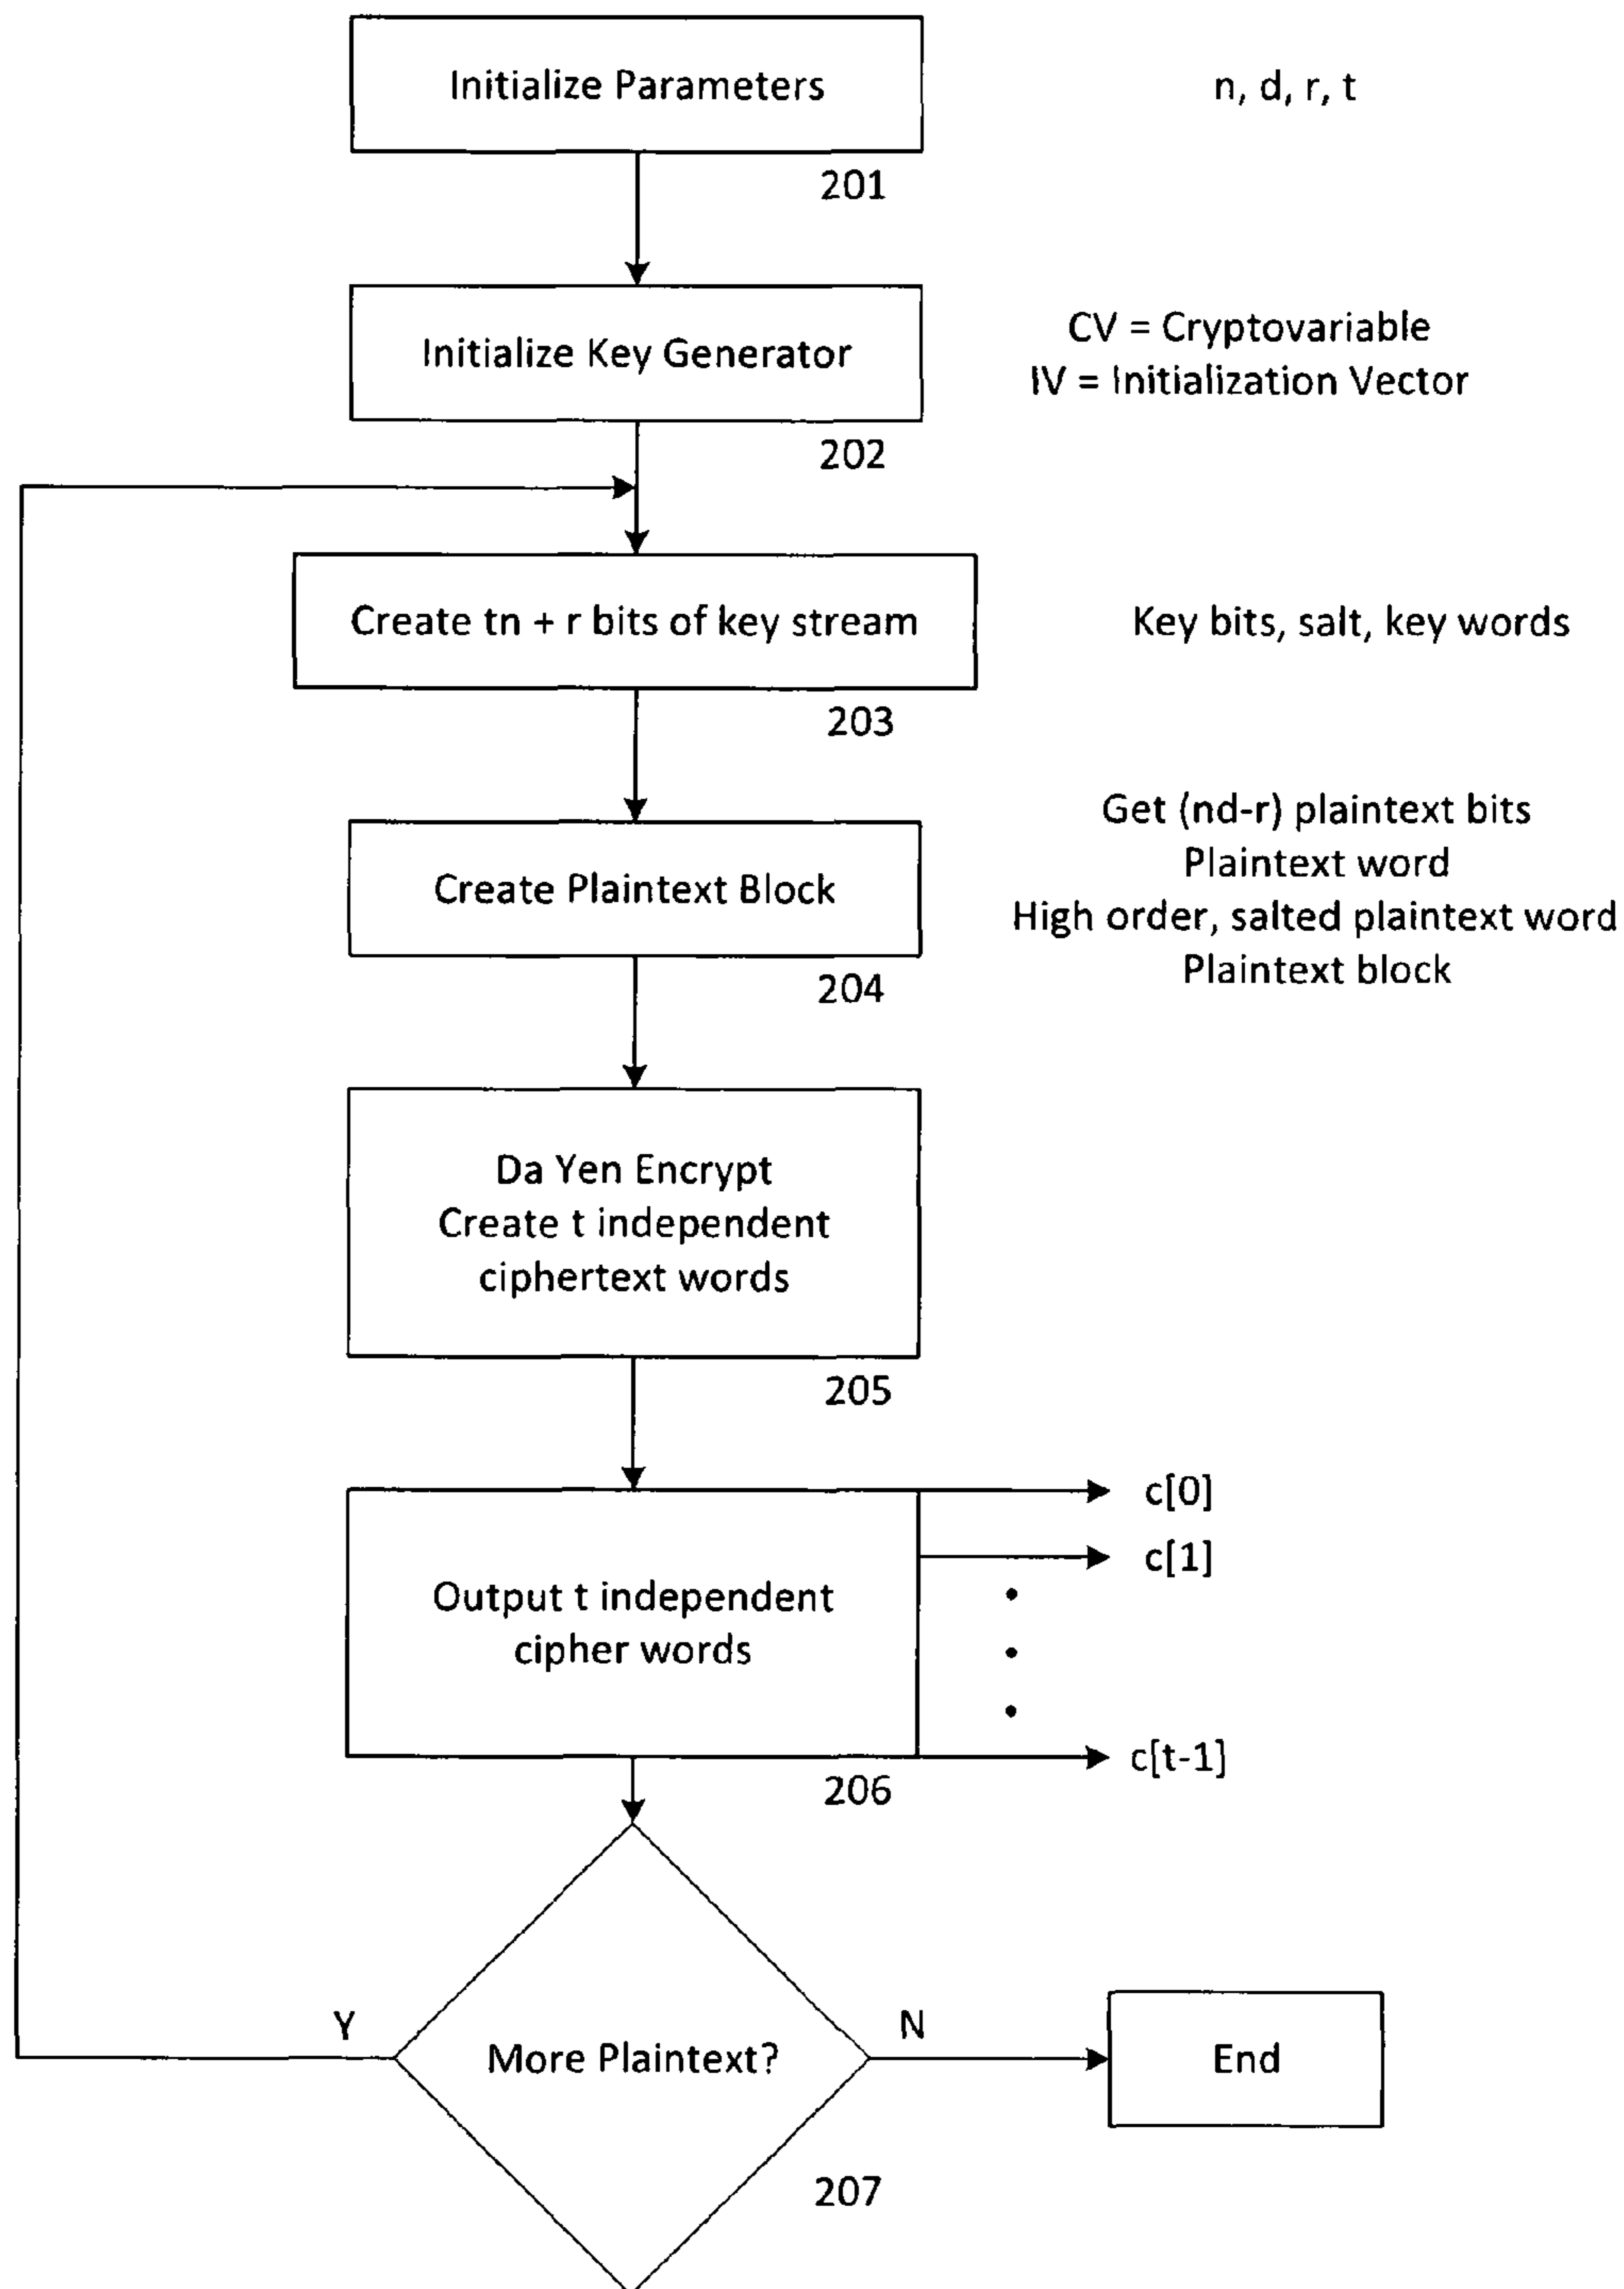 Initialize Parameters
n, d, r, t
201
Initialize Key Generator
CV = Cryptovariable
IV = Initialization Vector
202
Create tn + r bits of key stream
Key bits, salt, key words
203
Get (nd-r) plaintext bits
Plaintext word
High order, salted plaintext word
Plaintext block
Create Plaintext Block
204
Da Yen Encrypt
Create t independent
ciphertext words
205
Output t independent
cipher words
c[0]
c[1]
c[t-1]
206
Y
More Plaintext?
N
End
207